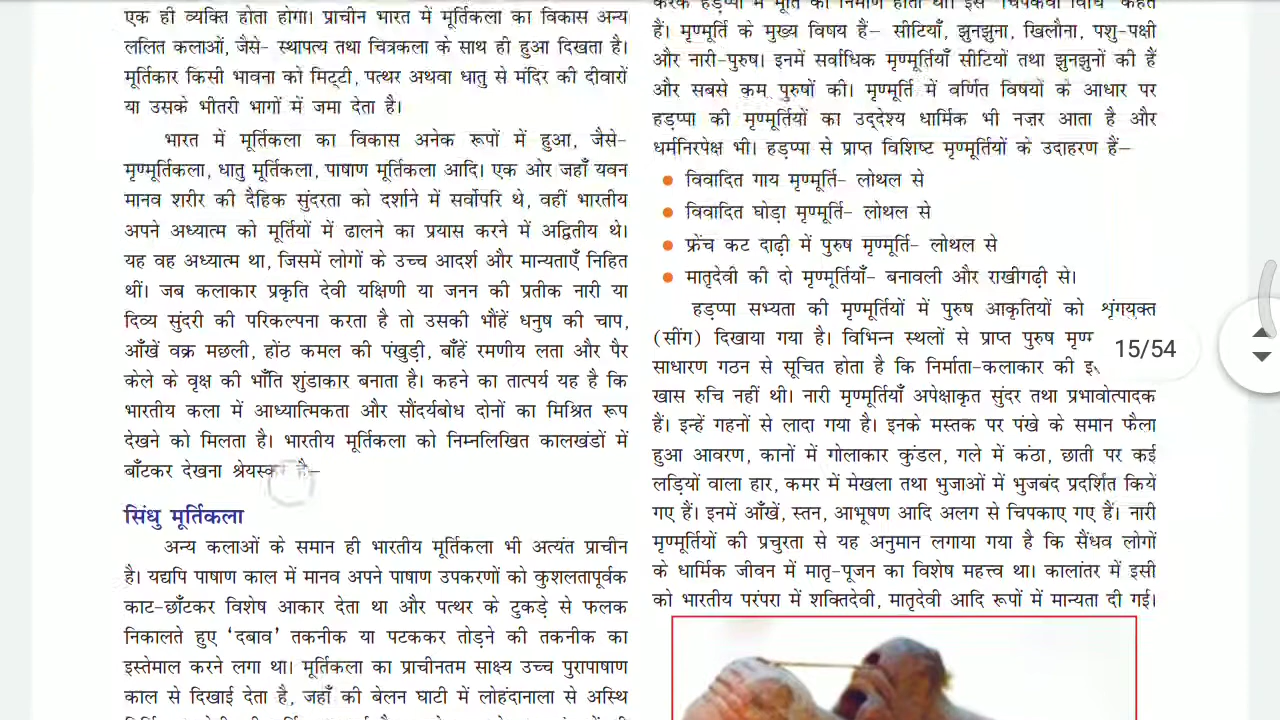 एक ही व्यक्ति होता होगा। प्राचीन भारत में मूर्तिकला का विकास अन्य
ललित कलाओं, जैसे- स्थापत्य तथा चित्रकला के साथ ही हुआ दिखता है।
मूर्तिकार किसी भावना को मिट्टी, पत्थर अथवा धातु से मंदिर की दीवारों
या उसके भीतरी भागों में जमा देता है।
भारत में मूर्तिकला का विकास अनेक रूपों में हुआ, जैसे-
मृण्मूर्तिकला, धातु मूर्तिकला, पाषाण मूर्तिकला आदि। एक ओर जहाँ यवन
मानव शरीर की दैहिक सुंदरता को दर्शाने में सर्वोपरि थे, वहीं भारतीय
अपने अध्यात्म को मूर्तियों में ढालने का प्रयास करने में अद्वितीय थे।
यह वह अध्यात्म था, जिसमें लोगों के उच्च आदर्श और मान्यताएँ निहित
थीं। जब कलाकार प्रकृति देवी यक्षिणी या जनन की प्रतीक नारी या
दिव्य सुंदरी की परिकल्पना करता है तो उसकी भौंहें धनुष की चाप,
आँखें वक्र मछली, होंठ कमल की पंखुड़ी, बाँहें रमणीय लता और पैर
केले के वृक्ष की भाँति शुंडाकार बनाता है। कहने का तात्पर्य यह है कि
भारतीय कला में आध्यात्मिकता और सौंदर्यबोध दोनों का मिश्रित रूप
देखने को मिलता है। भारतीय मूर्तिकला को निम्नलिखित कालखंडों में
बाँटकर देखना श्रेयस्कर है–
सिंधु मूर्तिकला
अन्य कलाओं के समान ही भारतीय मूर्तिकला भी अत्यंत प्राचीन
है। यद्यपि पाषाण काल में मानव अपने पाषाण उपकरणों को कुशलतापूर्वक
काट-छाँटकर विशेष आकार देता था और पत्थर के टुकड़े से फलक
निकालते हुए ‘दबाव’ तकनीक या पटककर तोड़ने की तकनीक का
इस्तेमाल करने लगा था। मूर्तिकला का प्राचीनतम साक्ष्य उच्च पुरापाषाण
काल से दिखाई देता है, जहाँ की बेलन घाटी में लोहंदानाला से अस्थि
करके हड़प्पा में मूर्ति का निर्माण होता था। इसे ‘चिपकवाँ विधि’ कहते
हैं। मृण्मूर्ति के मुख्य विषय हैं– सीटियाँ, झुनझुना, खिलौना, पशु-पक्षी
और नारी-पुरुष। इनमें सर्वाधिक मृण्मूर्तियाँ सीटियों तथा झुनझुनों की हैं
और सबसे कम पुरुषों की। मृण्मूर्ति में वर्णित विषयों के आधार पर
हड़प्पा की मृण्मूर्तियों का उद्देश्य धार्मिक भी नज़र आता है और
धर्मनिरपेक्ष भी। हड़प्पा से प्राप्त विशिष्ट मृण्मूर्तियों के उदाहरण हैं–
● विवादित गाय मृण्मूर्ति– लोथल से
● विवादित घोड़ा मृण्मूर्ति– लोथल से
● फ्रेंच कट दाढ़ी में पुरुष मृण्मूर्ति– लोथल से
● मातृदेवी की दो मृण्मूर्तियाँ– बनावली और राखीगढ़ी से।
हड़प्पा सभ्यता की मृण्मूर्तियों में पुरुष आकृतियों को शृंगयुक्त
(सींग) दिखाया गया है। विभिन्न स्थलों से प्राप्त पुरुष
साधारण गठन से सूचित होता है कि निर्माता-कलाकार की
खास रुचि नहीं थी। नारी मृण्मूर्तियाँ अपेक्षाकृत सुंदर तथा प्रभावोत्पादक
हैं। इन्हें गहनों से लादा गया है। इनके मस्तक पर पंखे के समान फैला
हुआ आवरण, कानों में गोलाकार कुंडल, गले में कंठा, छाती पर कई
लड़ियों वाला हार, कमर में मेखला तथा भुजाओं में भुजबंद प्रदर्शित किये
गए हैं। इनमें आँखें, स्तन, आभूषण आदि अलग से चिपकाए गए हैं। नारी
मृण्मूर्तियों की प्रचुरता से यह अनुमान लगाया गया है कि सैंधव लोगों
के धार्मिक जीवन में मातृ-पूजन का विशेष महत्त्व था। कालांतर में इसी
को भारतीय परंपरा में शक्तिदेवी, मातृदेवी आदि रूपों में मान्यता दी गई।
15/54